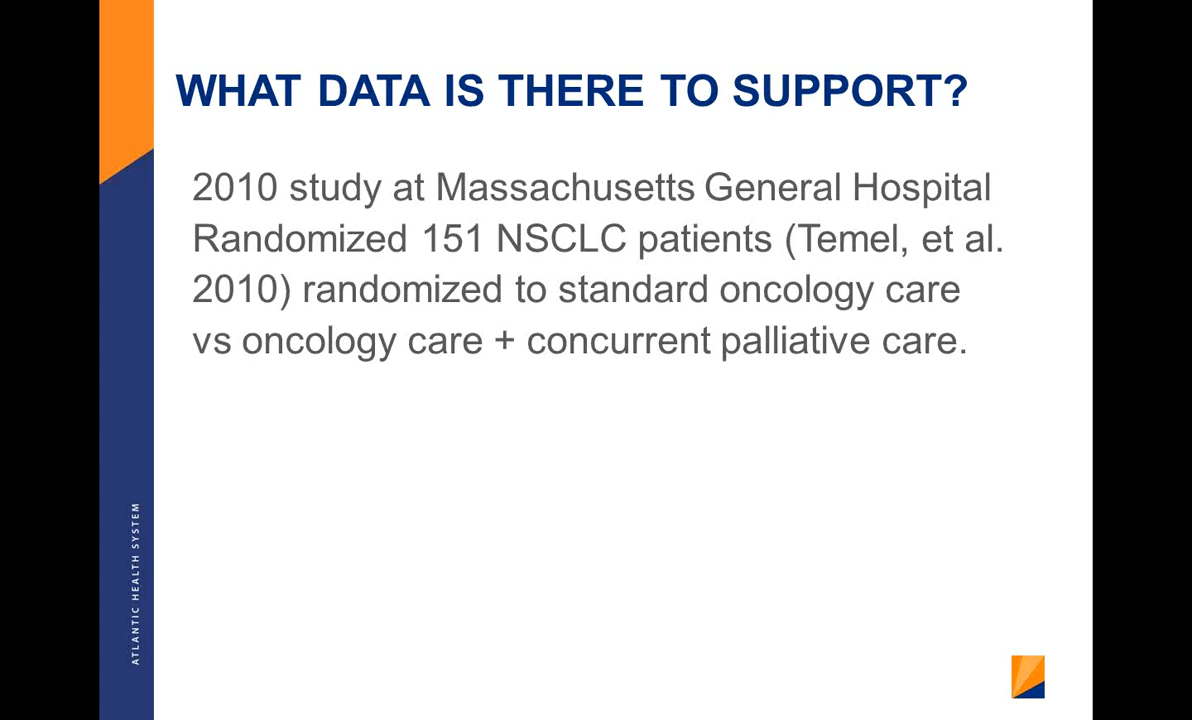 WHAT DATA IS THERE TO SUPPORT?
2010 study at Massachusetts General Hospital
Randomized 151 NSCLC patients (Temel, et al.
2010) randomized to standard oncology care
vs oncology care + concurrent palliative care.
ATLANTIC HEALTH SYSTEM